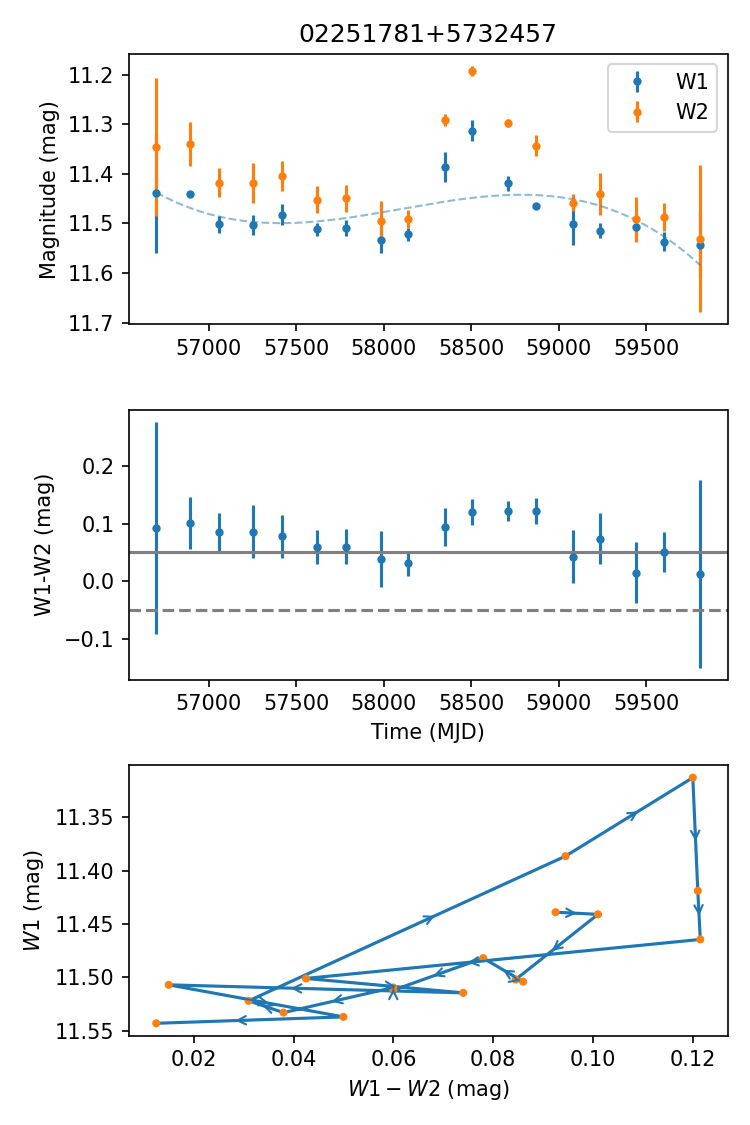 02251781+5732457
Magnitude (mag)
11.2
11.3
11.4
11.5
11.6
11.7
W1
W2
57000 57500 58000 58500 59000 59500
W1-W2 (mag)
0.2
0.1
0.0
−0.1
57000 57500 58000 58500 59000 59500
Time (MJD)
W1 (mag)
11.35
11.40
11.45
11.50
11.55
0.02 0.04 0.06 0.08 0.10 0.12
W1 − W2 (mag)